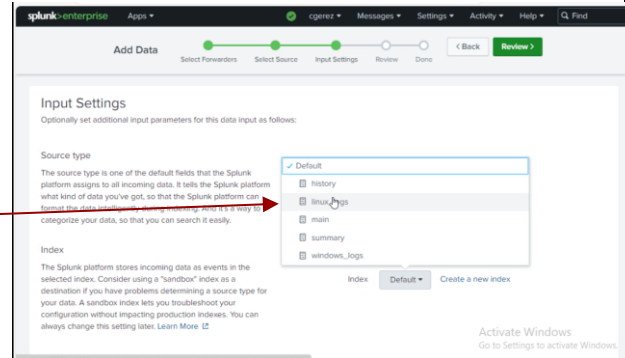 splunk>enterprise Apps ▾ cgerez ▾ Messages ▾ Settings ▾ Activity ▾ Help ▾ Find
Add Data
Select Forwarders Select Source Input Settings Review Done
< Back Review >
Input Settings
Optionally set additional input parameters for this data input as follows:
Source type
The source type is one of the default fields that the Splunk
platform assigns to all incoming data. It tells the Splunk platform
what kind of data you've got, so that the Splunk platform can
format the data intelligently during indexing. And it's a way to
categorize your data, so that you can search it easily.
✓ Default
history
main
summary
windows_logs
Index
The Splunk platform stores incoming data as events in the
selected index. Consider using a "sandbox" index as a
destination if you have problems determining a source type for
your data. A sandbox index lets you troubleshoot your
configuration without impacting production indexes. You can
always change this setting later. Learn More
Index Default ▾ Create a new index
Activate Windows
Go to Settings to activate Windows.